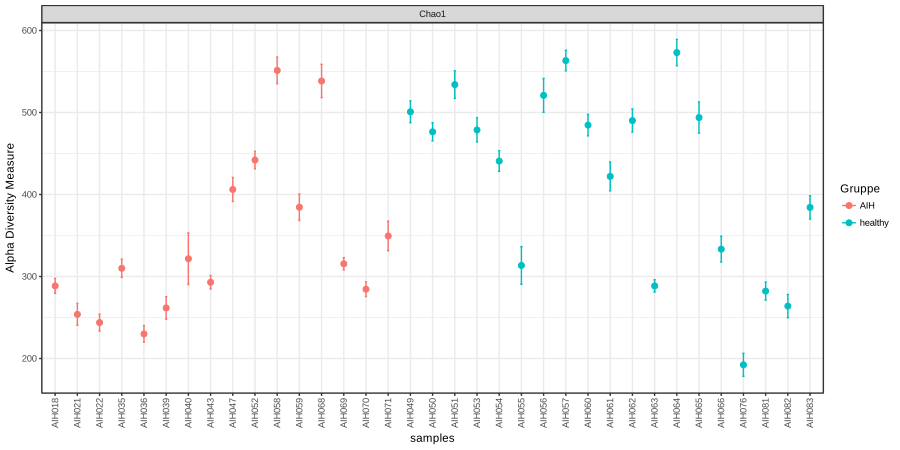 Chao1
600
500
400
300
200
Alpha Diversity Measure
AIH018
AIH021
AIH022
AIH035
AIH036
AIH039
AIH040
AIH043
AIH047
AIH052
AIH058
AIH059
AIH068
AIH069
AIH070
AIH071
AIH049
AIH050
AIH051
AIH053
AIH054
AIH055
AIH056
AIH057
AIH060
AIH061
AIH062
AIH063
AIH064
AIH065
AIH066
AIH076
AIH081
AIH082
AIH083
samples
Gruppe
AIH
healthy